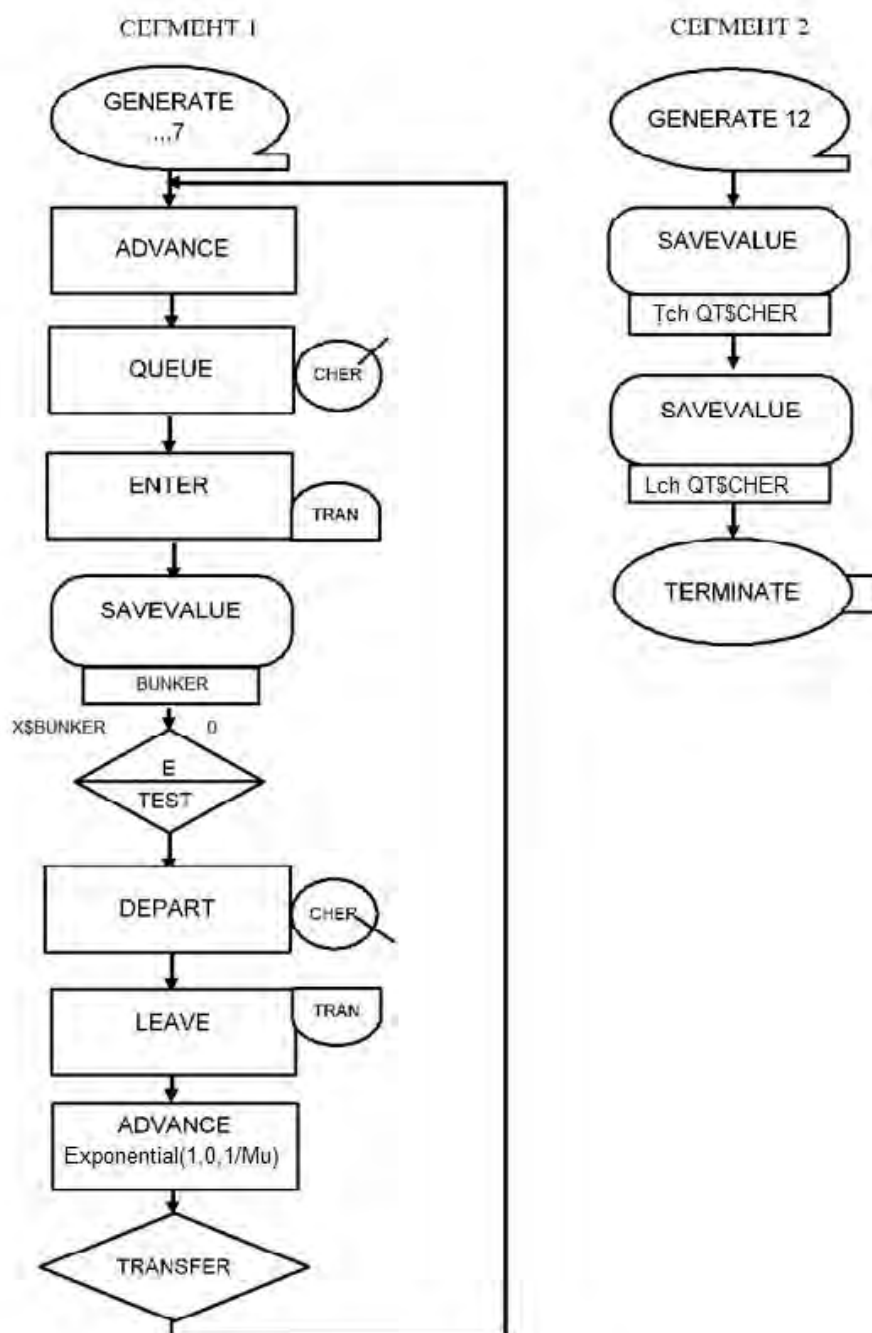 СЕГМЕНТ 1
GENERATE
,,,7
ADVANCE
QUEUE
CHER
ENTER
TRAN
SAVEVALUE
BUNKER
X$BUNKER 0
E
TEST
DEPART
CHER
LEAVE
TRAN
ADVANCE
Exponential(1,0,1/Mu)
TRANSFER
СЕГМЕНТ 2
GENERATE 12
SAVEVALUE
Tch QT$CHER
SAVEVALUE
Lch QT$CHER
TERMINATE